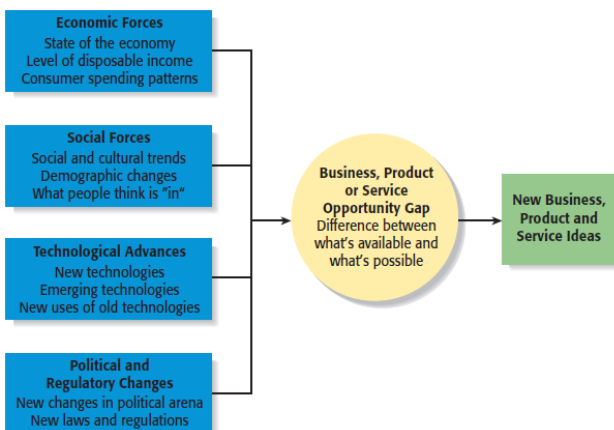 Economic Forces
State of the economy
Level of disposable income
Consumer spending patterns
Social Forces
Social and cultural trends
Demographic changes
What people think is "in"
Technological Advances
New technologies
Emerging technologies
New uses of old technologies
Political and
Regulatory Changes
New changes in political arena
New laws and regulations
Business, Product
or Service
Opportunity Gap
Difference between
what's available and
what's possible
New Business,
Product and
Service Ideas